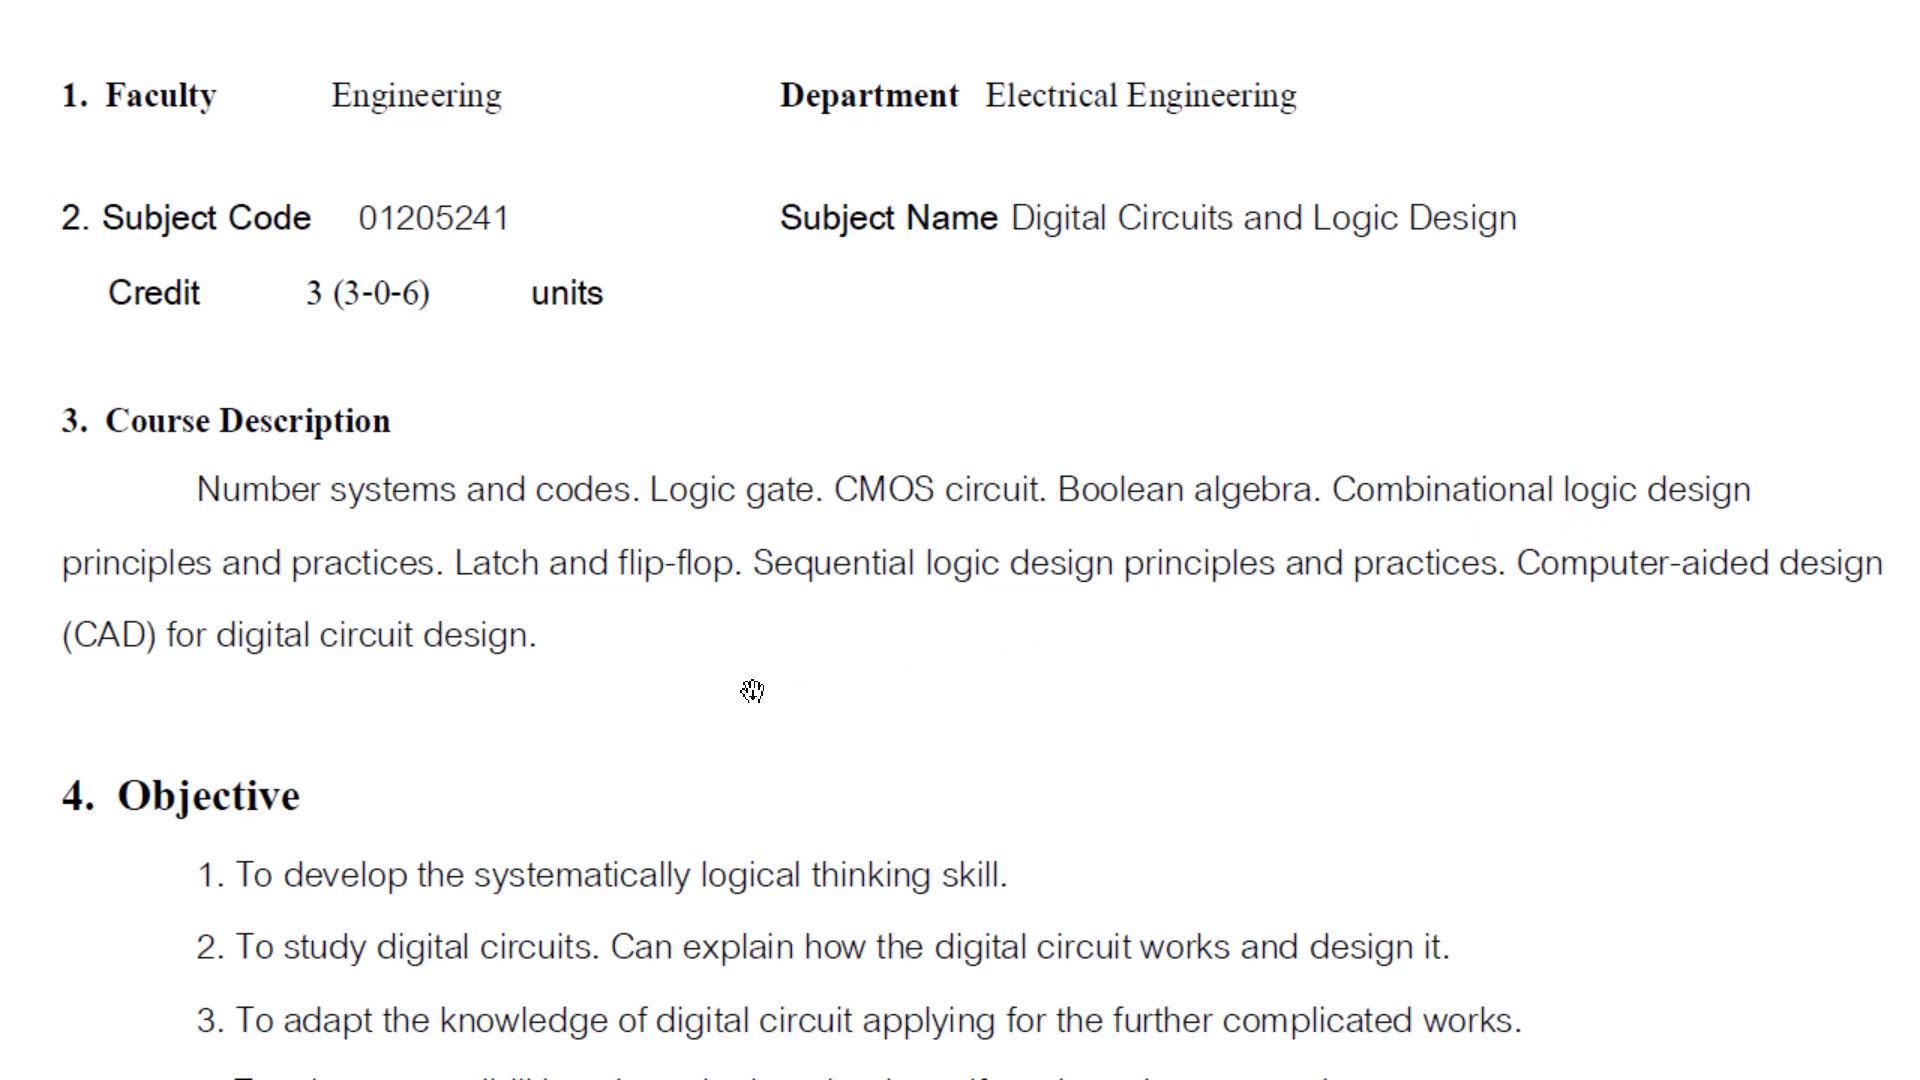 1. Faculty Engineering Department Electrical Engineering
2. Subject Code 01205241 Subject Name Digital Circuits and Logic Design
Credit 3 (3-0-6) units
3. Course Description
Number systems and codes. Logic gate. CMOS circuit. Boolean algebra. Combinational logic design
principles and practices. Latch and flip-flop. Sequential logic design principles and practices. Computer-aided design
(CAD) for digital circuit design.
4. Objective
1. To develop the systematically logical thinking skill.
2. To study digital circuits. Can explain how the digital circuit works and design it.
3. To adapt the knowledge of digital circuit applying for the further complicated works.